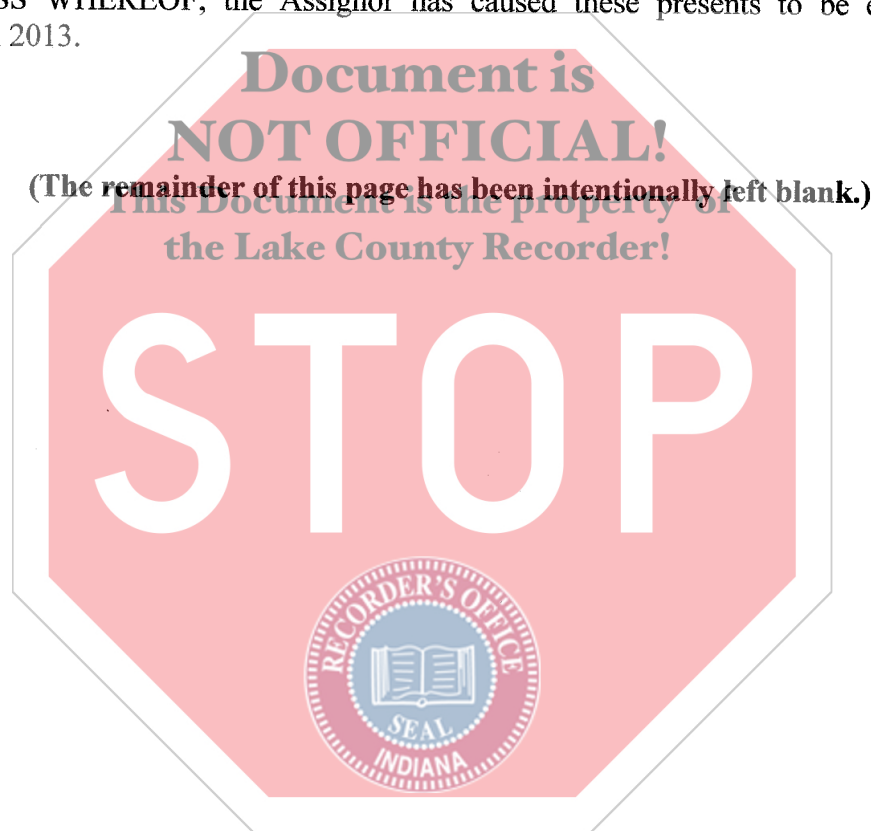 WHEREOF, the Assignor has caused these presents to be
2013.
Document is
NOT OFFICIAL!
(The remainder of this page has been intentionally left blank.)
This Document is the property of
the Lake County Recorder!
STOP
RECORDER'S OFFICE
SEAL
INDIANA